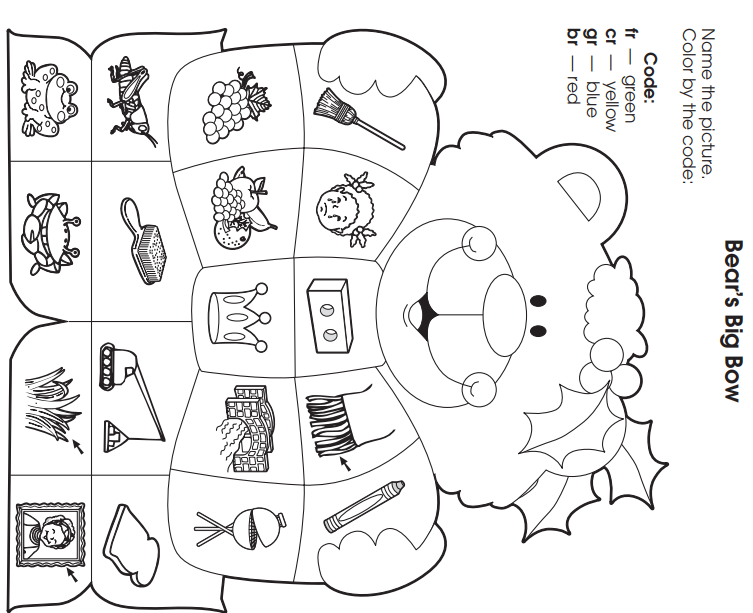 Bear's Big Bow
Name the picture.
Color by the code:
Code:
fr — green
cr — yellow
gr — blue
br — red